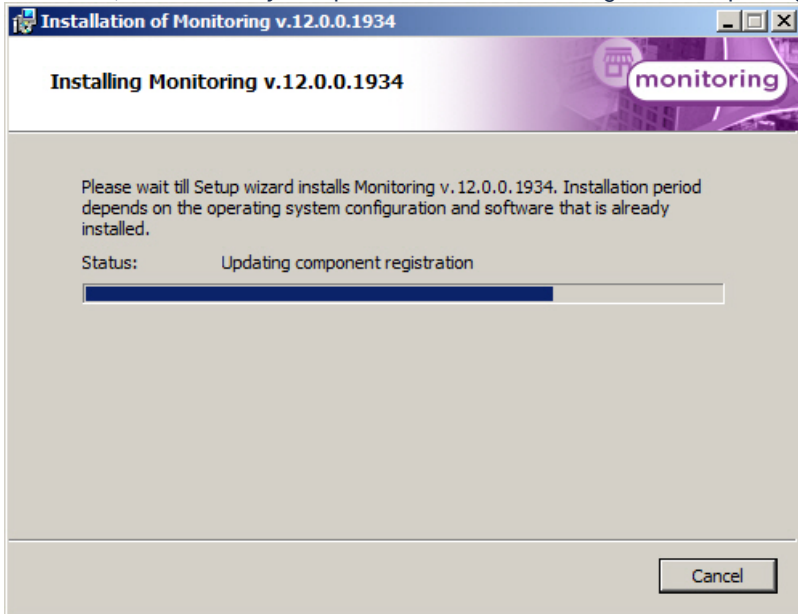 Installation of Monitoring v.12.0.0.1934
Installing Monitoring v.12.0.0.1934
monitoring
Please wait till Setup wizard installs Monitoring v.12.0.0.1934. Installation period
depends on the operating system configuration and software that is already
installed.
Status: Updating component registration
Cancel